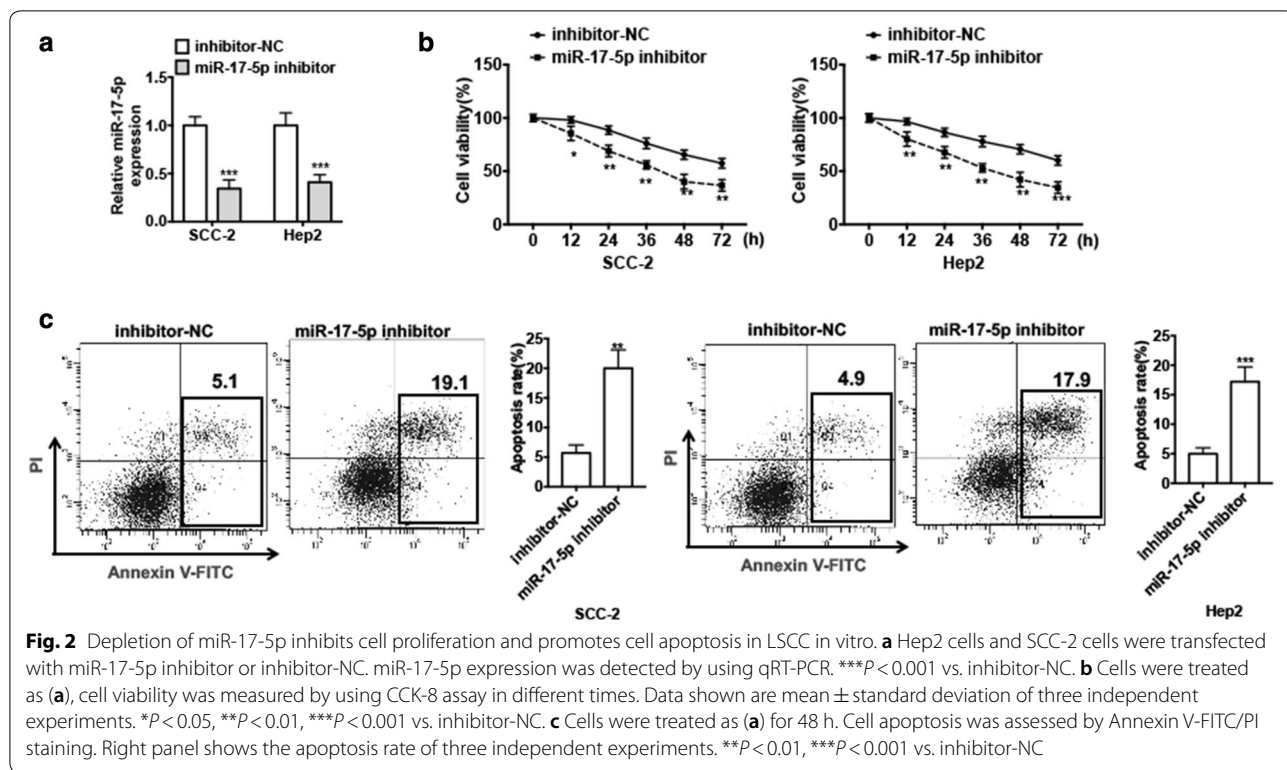 a
inhibitor-NC
miR-17-5p inhibitor
Relative miR-17-5p
expression
1.5
1.0
0.5
0.0
***
***
SCC-2
Hep2
b
inhibitor-NC
miR-17-5p inhibitor
Cell viability(%)
150
100
50
0
*
**
**
**
**
0 12 24 36 48 72 (h)
SCC-2
inhibitor-NC
miR-17-5p inhibitor
Cell viability(%)
150
100
50
0
**
**
**
**
***
0 12 24 36 48 72 (h)
Hep2
c
inhibitor-NC
5.1
PI
Annexin V-FITC
miR-17-5p inhibitor
19.1
Apoptosis rate(%)
25
20
15
10
5
0
**
inhibitor-NC
miR-17-5p inhibitor
SCC-2
inhibitor-NC
4.9
PI
Annexin V-FITC
miR-17-5p inhibitor
17.9
Apoptosis rate(%)
25
20
15
10
5
0
***
inhibitor-NC
miR-17-5p inhibitor
Hep2
Fig. 2 Depletion of miR-17-5p inhibits cell proliferation and promotes cell apoptosis in LSCC in vitro. a Hep2 cells and SCC-2 cells were transfected
with miR-17-5p inhibitor or inhibitor-NC. miR-17-5p expression was detected by using qRT-PCR. ***P < 0.001 vs. inhibitor-NC. b Cells were treated
as (a), cell viability was measured by using CCK-8 assay in different times. Data shown are mean ± standard deviation of three independent
experiments. *P < 0.05, **P < 0.01, ***P < 0.001 vs. inhibitor-NC. c Cells were treated as (a) for 48 h. Cell apoptosis was assessed by Annexin V-FITC/PI
staining. Right panel shows the apoptosis rate of three independent experiments. **P < 0.01, ***P < 0.001 vs. inhibitor-NC